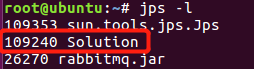 root@ubuntu:~# jps -l
109353 sun.tools.jps.Jps
109240 Solution
26270 rabbitmq.jar